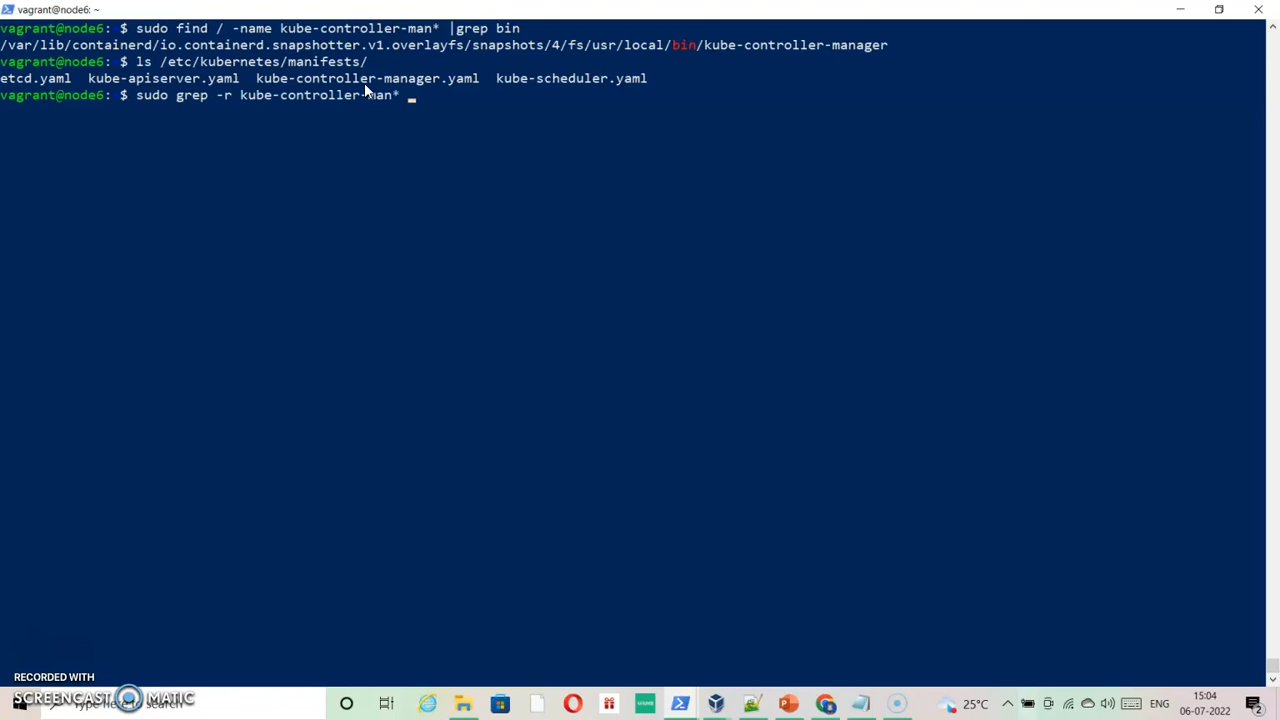 vagrant@node6: ~
vagrant@node6: $ sudo find / -name kube-controller-man* |grep bin
/var/lib/containerd/io.containerd.snapshotter.v1.overlayfs/snapshots/4/fs/usr/local/bin/kube-controller-manager
vagrant@node6: $ ls /etc/kubernetes/manifests/
etcd.yaml  kube-apiserver.yaml  kube-controller-manager.yaml  kube-scheduler.yaml
vagrant@node6: $ sudo grep -r kube-controller-man*
RECORDED WITH
SCREENCAST MATIC
25°C
ENG
15:04
06-07-2022
2